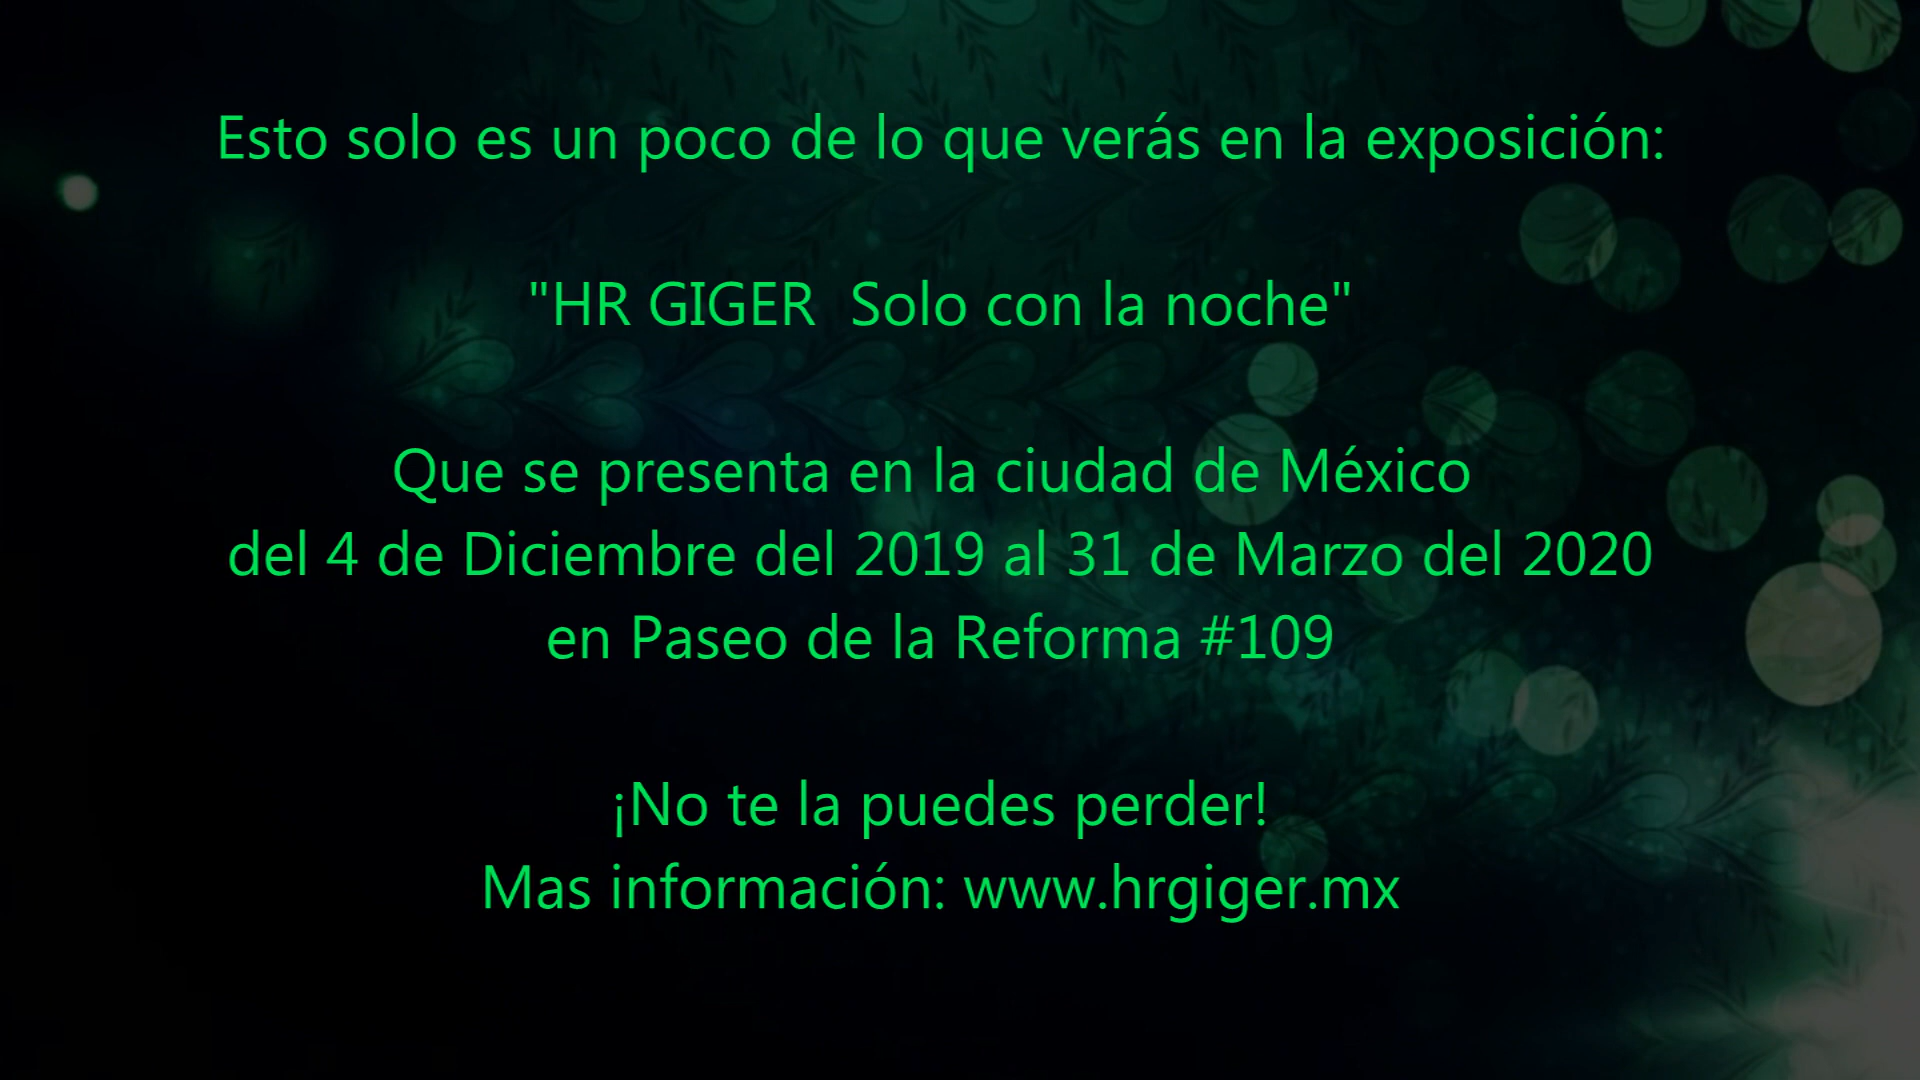 Esto solo es un poco de lo que verás en la exposición:
"HR GIGER  Solo con la noche"
Que se presenta en la ciudad de México
del 4 de Diciembre del 2019 al 31 de Marzo del 2020
en Paseo de la Reforma #109
¡No te la puedes perder!
Mas información: www.hrgiger.mx